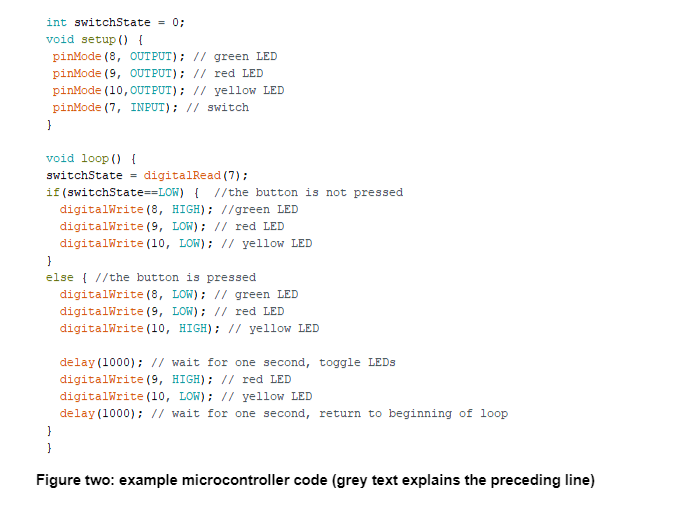 int switchState = 0;
void setup() {
pinMode(8, OUTPUT); // green LED
pinMode(9, OUTPUT); // red LED
pinMode(10,OUTPUT); // yellow LED
pinMode(7, INPUT); // switch
}
void loop() {
switchState = digitalRead(7);
if(switchState==LOW) { //the button is not pressed
digitalWrite(8, HIGH); //green LED
digitalWrite(9, LOW); // red LED
digitalWrite(10, LOW); // yellow LED
}
else { //the button is pressed
digitalWrite(8, LOW); // green LED
digitalWrite(9, LOW); // red LED
digitalWrite(10, HIGH); // yellow LED
delay(1000); // wait for one second, toggle LEDs
digitalWrite(9, HIGH); // red LED
digitalWrite(10, LOW); // yellow LED
delay(1000); // wait for one second, return to beginning of loop
}
}
Figure two: example microcontroller code (grey text explains the preceding line)